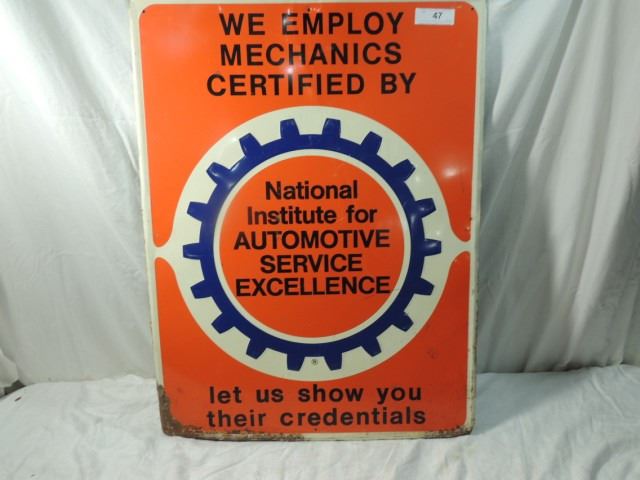 47
WE EMPLOY
MECHANICS
CERTIFIED BY
National
Institute for
AUTOMOTIVE
SERVICE
EXCELLENCE
®
let us show you
their credentials